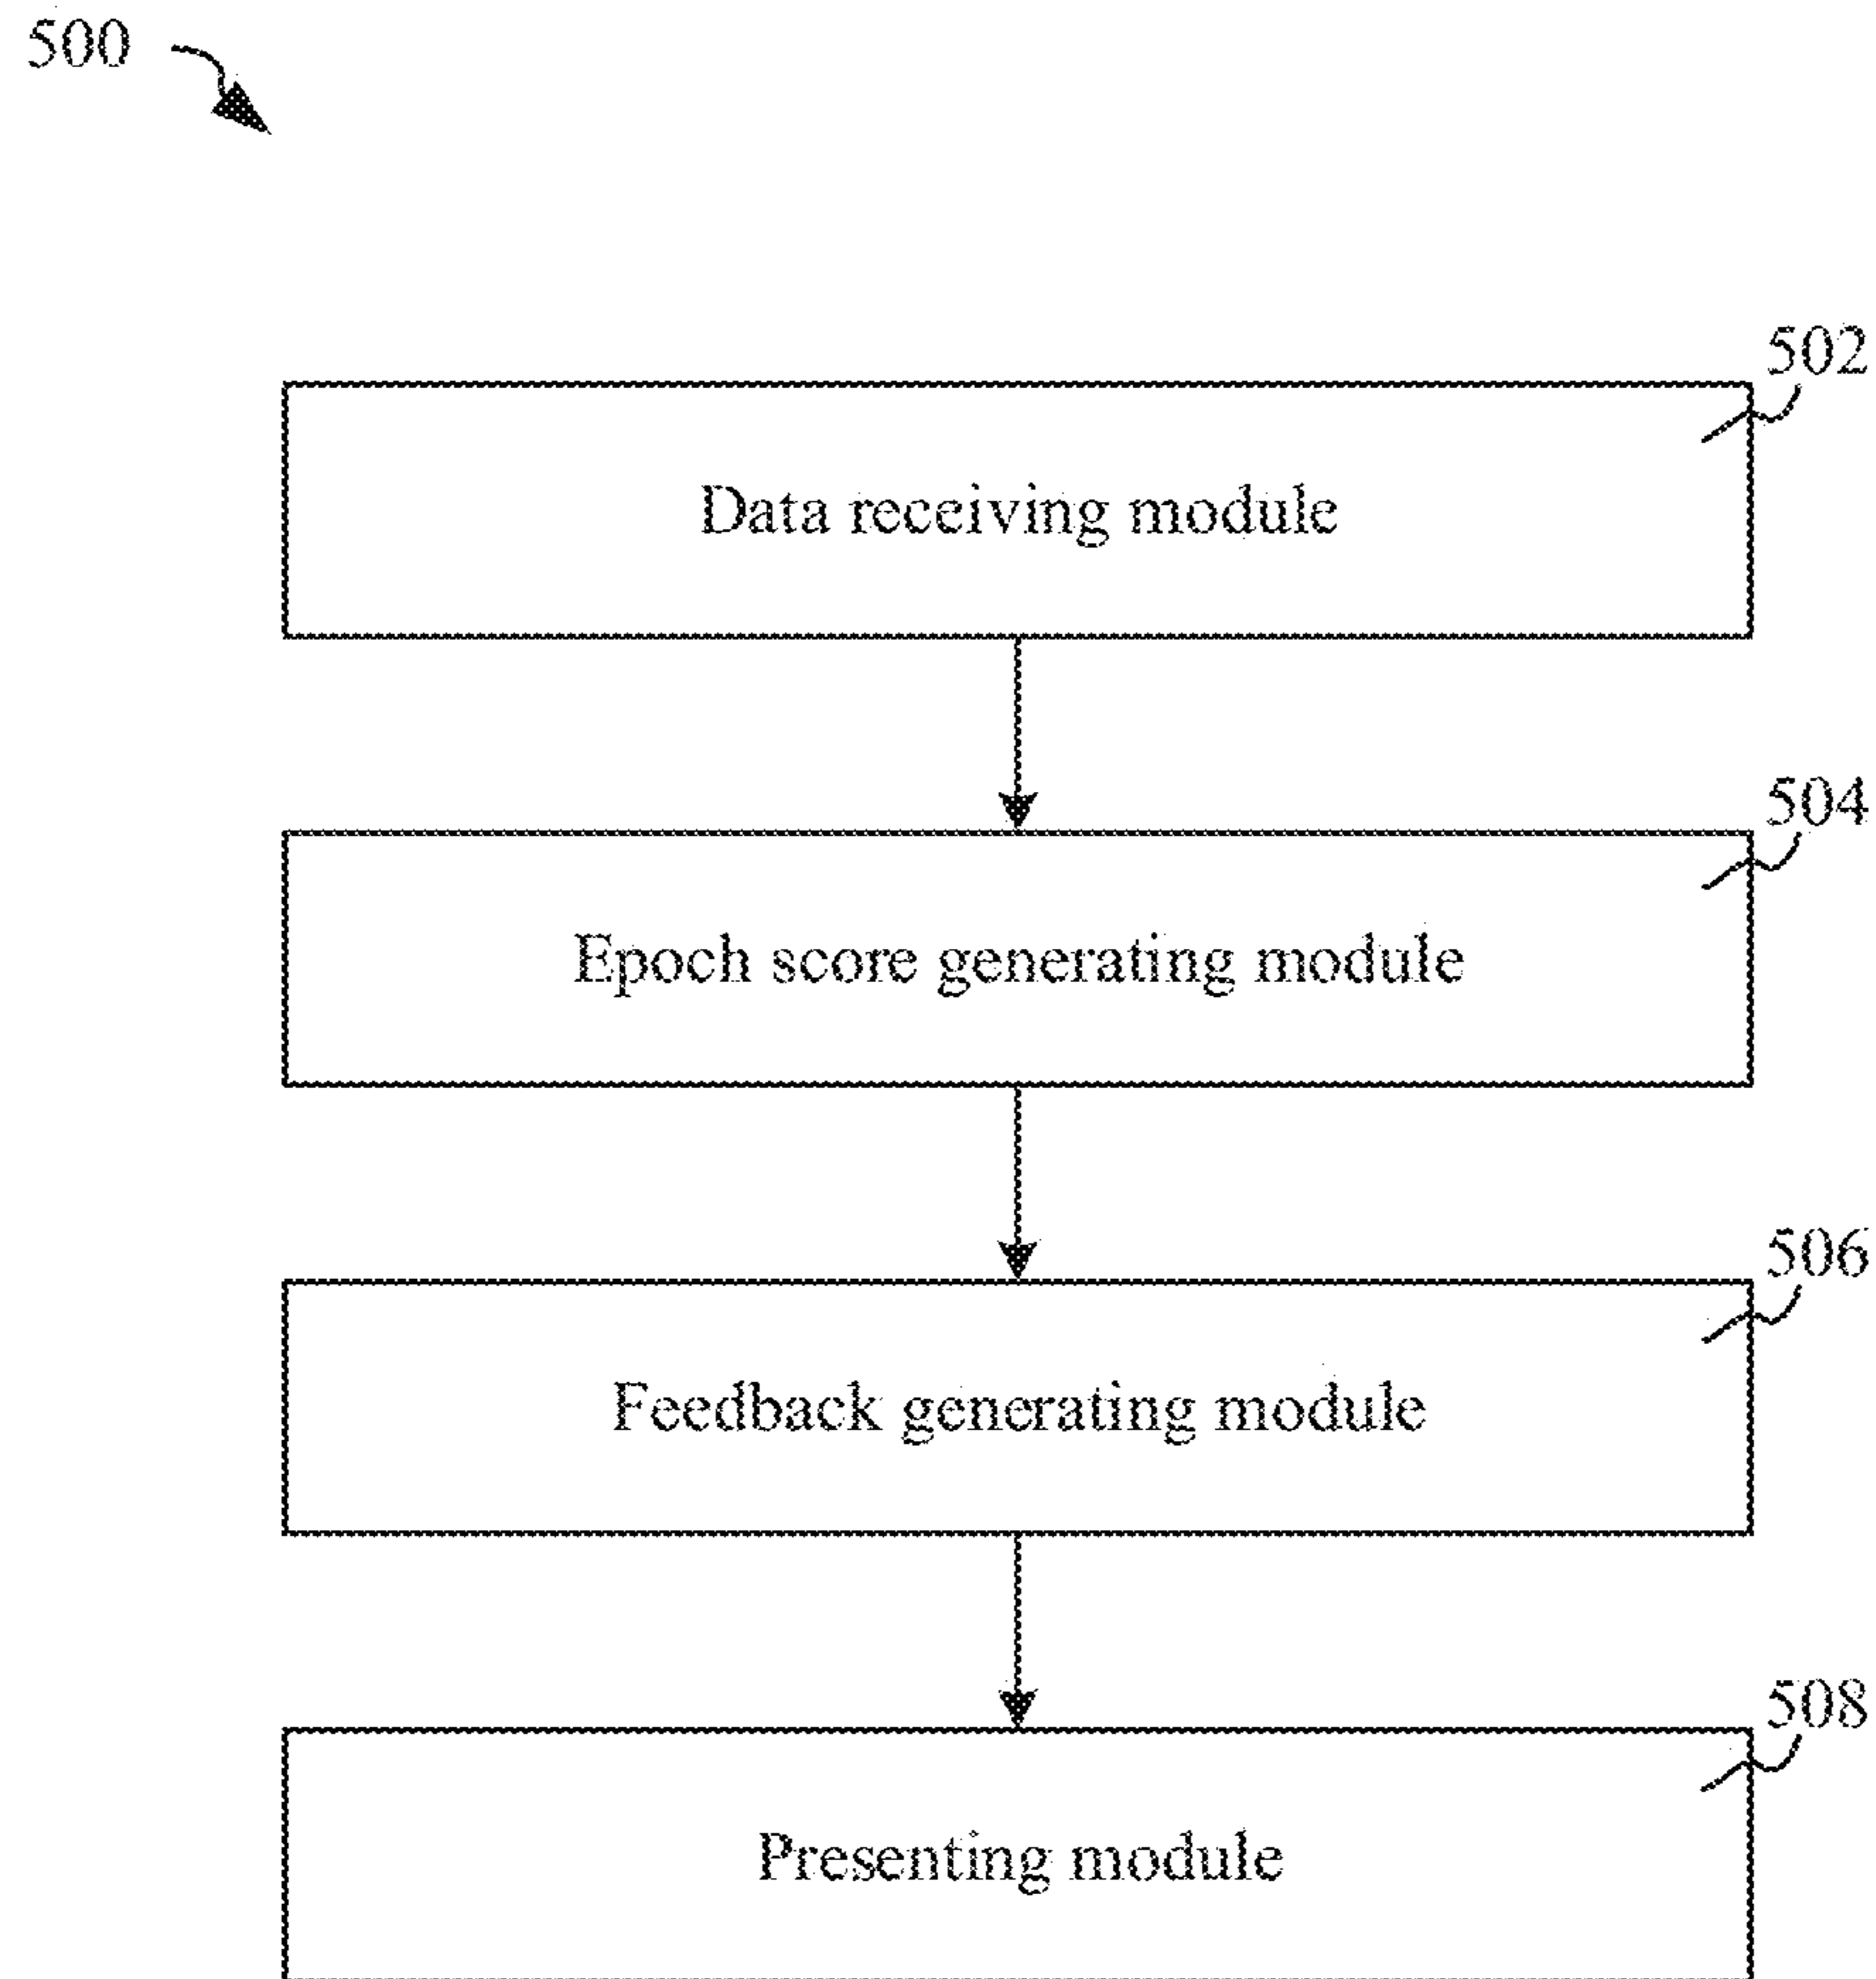 500
502
Data receiving module
504
Epoch score generating module
506
Feedback generating module
508
Presenting module